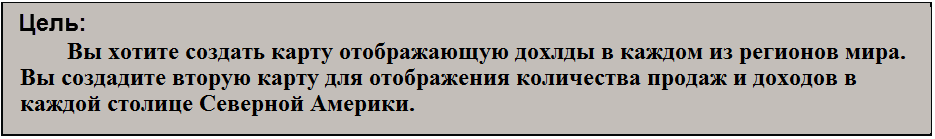 Цель:
Вы хотите создать карту отображающую дохлды в каждом из регионов мира.
Вы создадите вторую карту для отображения количества продаж и доходов в
каждой столице Северной Америки.